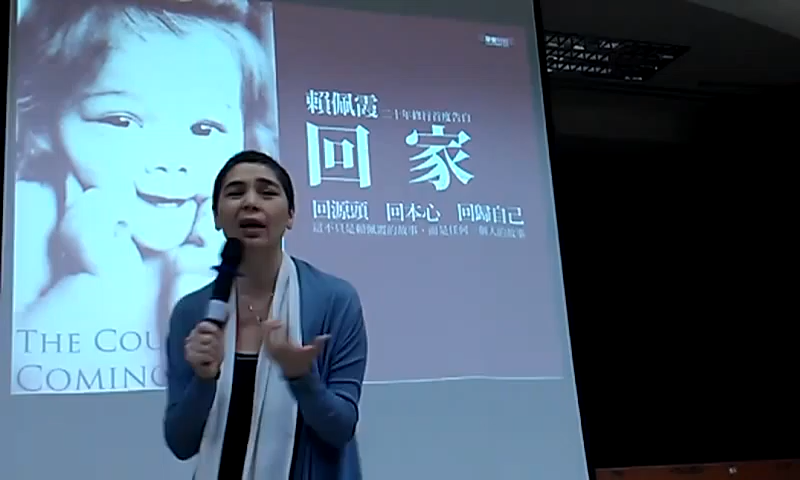 賴佩霞 二十年修行首度告白
回家
回源頭 回本心 回歸自己
這不只是賴佩霞的故事，而是任何一個人的故事
THE COU
COMING